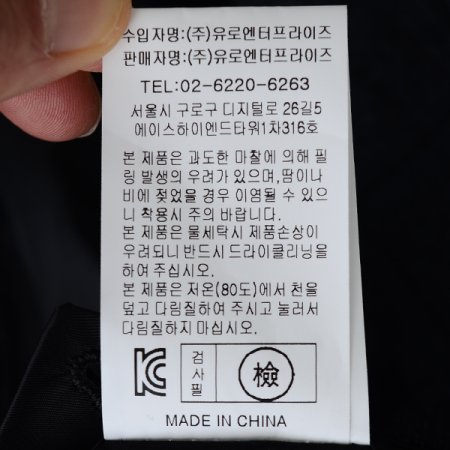 수입자명:(주)유로엔터프라이즈
판매자명:(주)유로엔터프라이즈
TEL:02-6220-6263
서울시 구로구 디지털로 26길5
에이스하이엔드타워1차316호
본 제품은 과도한 마찰에 의해 필
링 발생의 우려가 있으며,땀이나
비에 젖었을 경우 이염될 수 있으
니 착용시 주의 바랍니다.
본 제품은 물세탁시 제품손상이
우려되니 반드시 드라이클리닝을
하여 주십시오.
본 제품은 저온(80도)에서 천을
덮고 다림질하여 주시고 눌러서
다림질하지 마십시오.
KC 검사필 檢
MADE IN CHINA